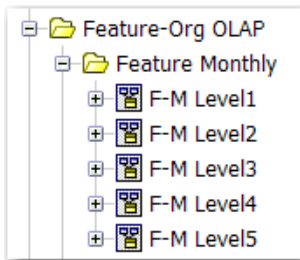 Feature-Org OLAP
Feature Monthly
F-M Level1
F-M Level2
F-M Level3
F-M Level4
F-M Level5